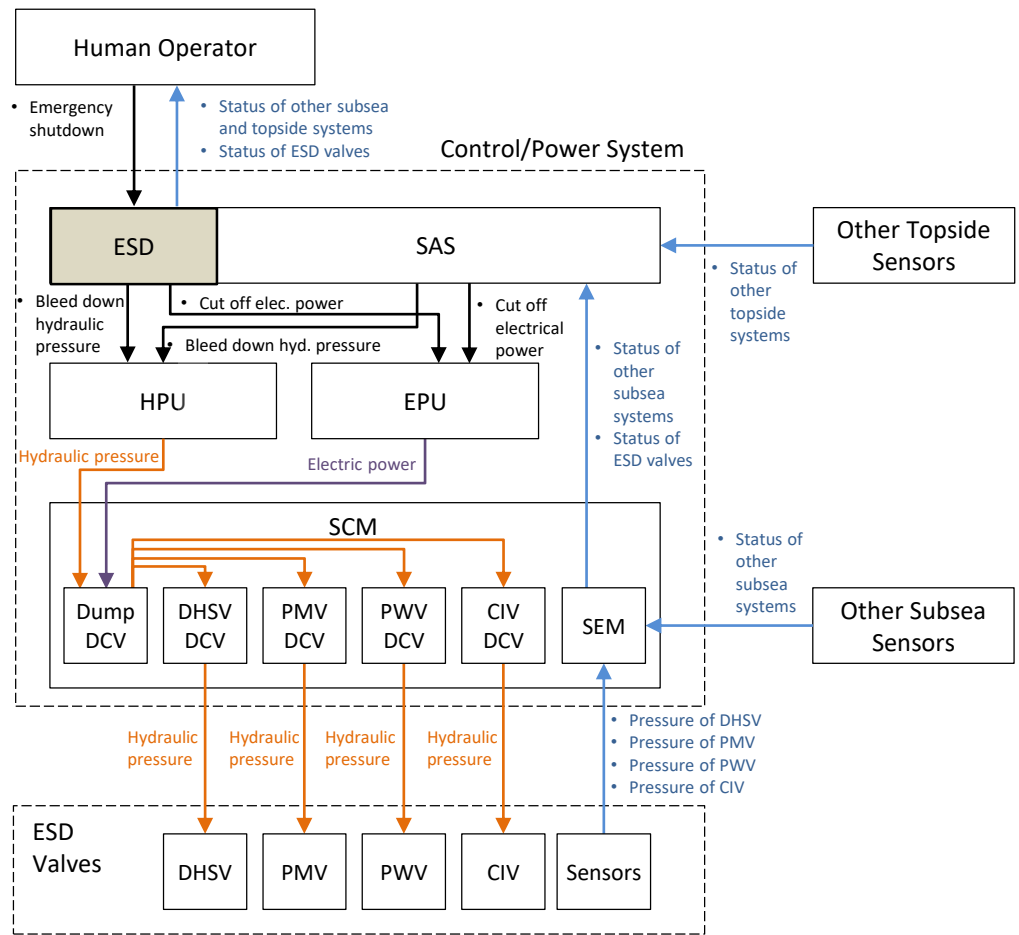 Human Operator
• Emergency
shutdown
• Status of other subsea
and topside systems
• Status of ESD valves
Control/Power System
ESD
SAS
Other Topside
Sensors
• Status of
other
topside
systems
• Bleed down
hydraulic
pressure
• Cut off elec. power
• Bleed down hyd. pressure
• Cut off
electrical
power
• Status of
other
subsea
systems
• Status of
ESD valves
HPU
EPU
Hydraulic pressure
Electric power
SCM
• Status of
other
subsea
systems
Dump
DCV
DHSV
DCV
PMV
DCV
PWV
DCV
CIV
DCV
SEM
Other Subsea
Sensors
Hydraulic
pressure
Hydraulic
pressure
Hydraulic
pressure
Hydraulic
pressure
• Pressure of DHSV
• Pressure of PMV
• Pressure of PWV
• Pressure of CIV
ESD
Valves
DHSV
PMV
PWV
CIV
Sensors